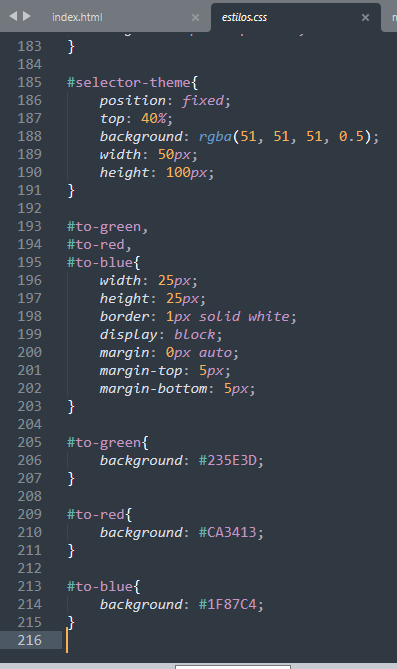 index.html × estilos.css ×
183 }
184
185 #selector-theme{
186 position: fixed;
187 top: 40%;
188 background: rgba(51, 51, 51, 0.5);
189 width: 50px;
190 height: 100px;
191 }
192
193 #to-green,
194 #to-red,
195 #to-blue{
196 width: 25px;
197 height: 25px;
198 border: 1px solid white;
199 display: block;
200 margin: 0px auto;
201 margin-top: 5px;
202 margin-bottom: 5px;
203 }
204
205 #to-green{
206 background: #235E3D;
207 }
208
209 #to-red{
210 background: #CA3413;
211 }
212
213 #to-blue{
214 background: #1F87C4;
215 }
216